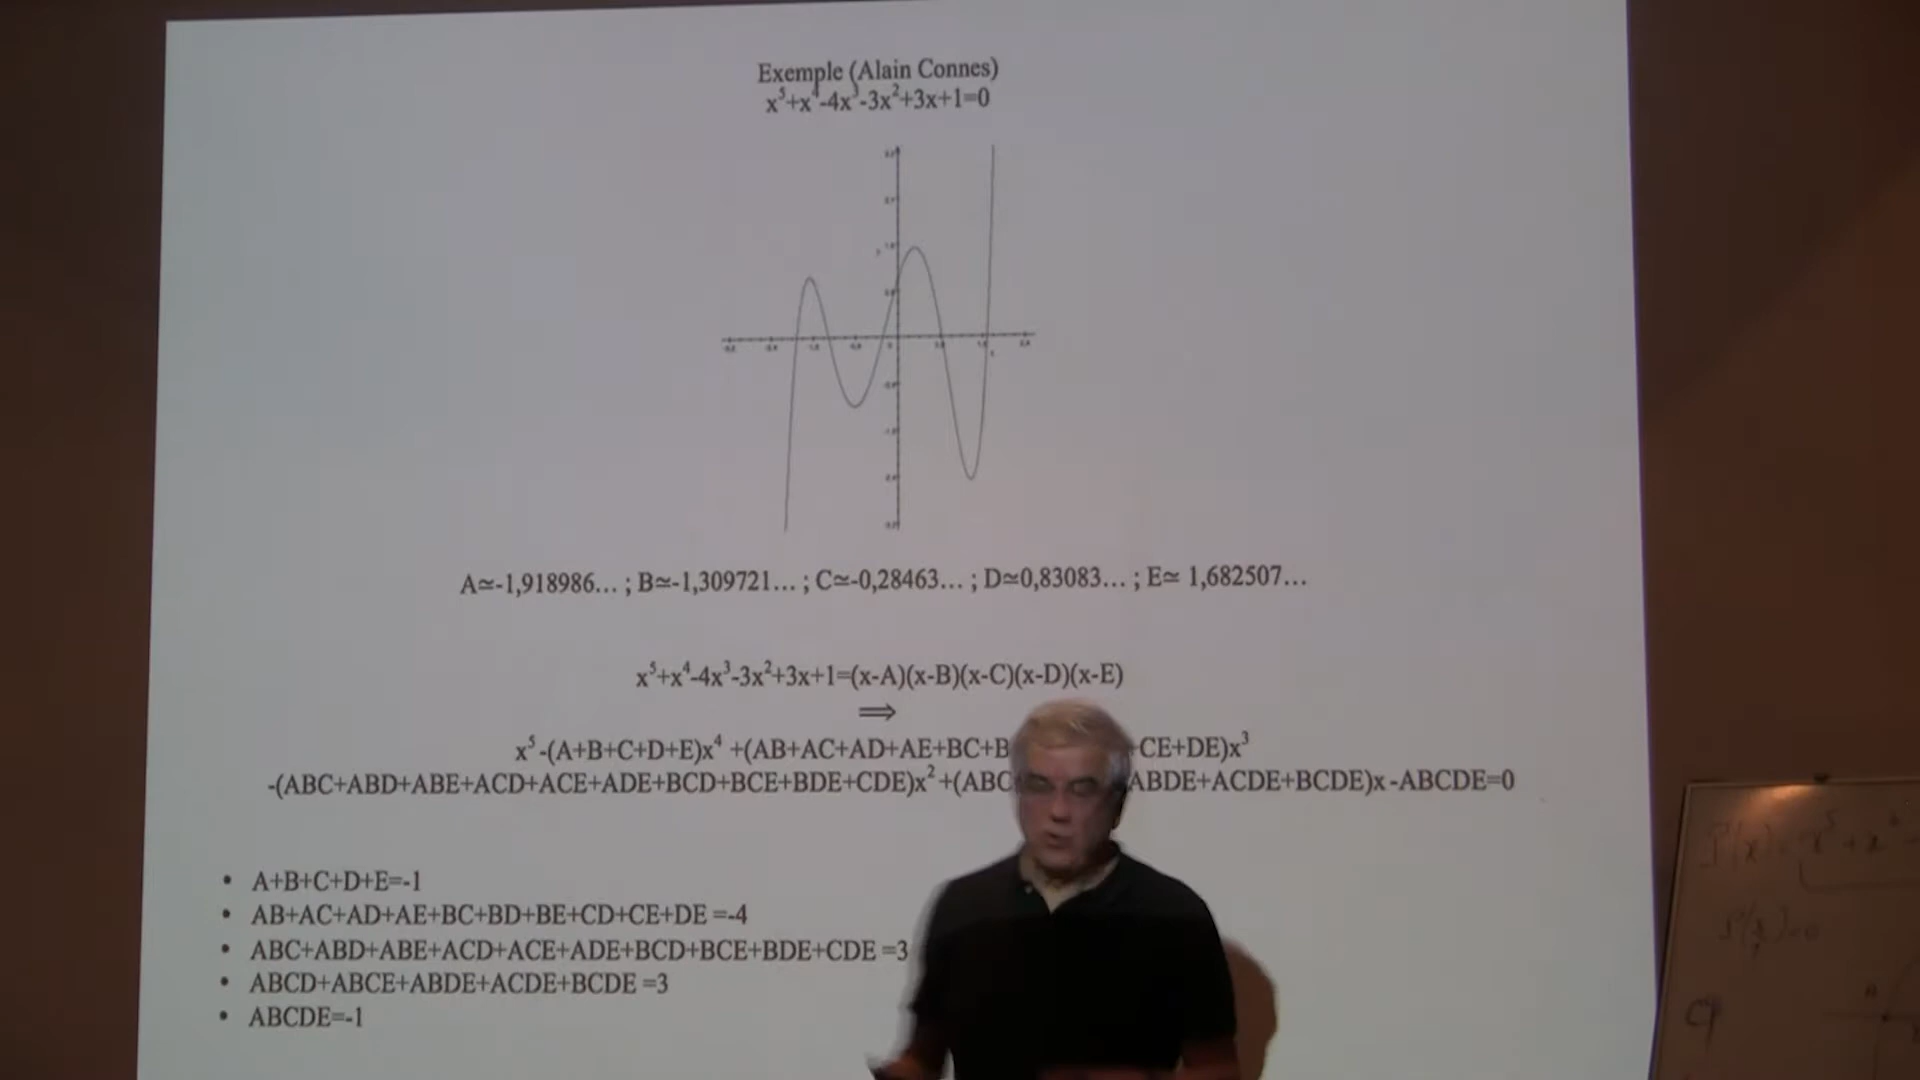 Exemple (Alain Connes)
x⁵+x⁴-4x³-3x²+3x+1=0
A≃-1,918986... ; B≃-1,309721... ; C≃-0,28463... ; D≃0,83083... ; E≃ 1,682507...
x⁵+x⁴-4x³-3x²+3x+1=(x-A)(x-B)(x-C)(x-D)(x-E)
⟹
x⁵ -(A+B+C+D+E)x⁴ +(AB+AC+AD+AE+BC+B CE+DE)x³
-(ABC+ABD+ABE+ACD+ACE+ADE+BCD+BCE+BDE+CDE)x² +(ABC ABDE+ACDE+BCDE)x -ABCDE=0
• A+B+C+D+E=-1
• AB+AC+AD+AE+BC+BD+BE+CD+CE+DE =-4
• ABC+ABD+ABE+ACD+ACE+ADE+BCD+BCE+BDE+CDE =3
• ABCD+ABCE+ABDE+ACDE+BCDE =3
• ABCDE=-1